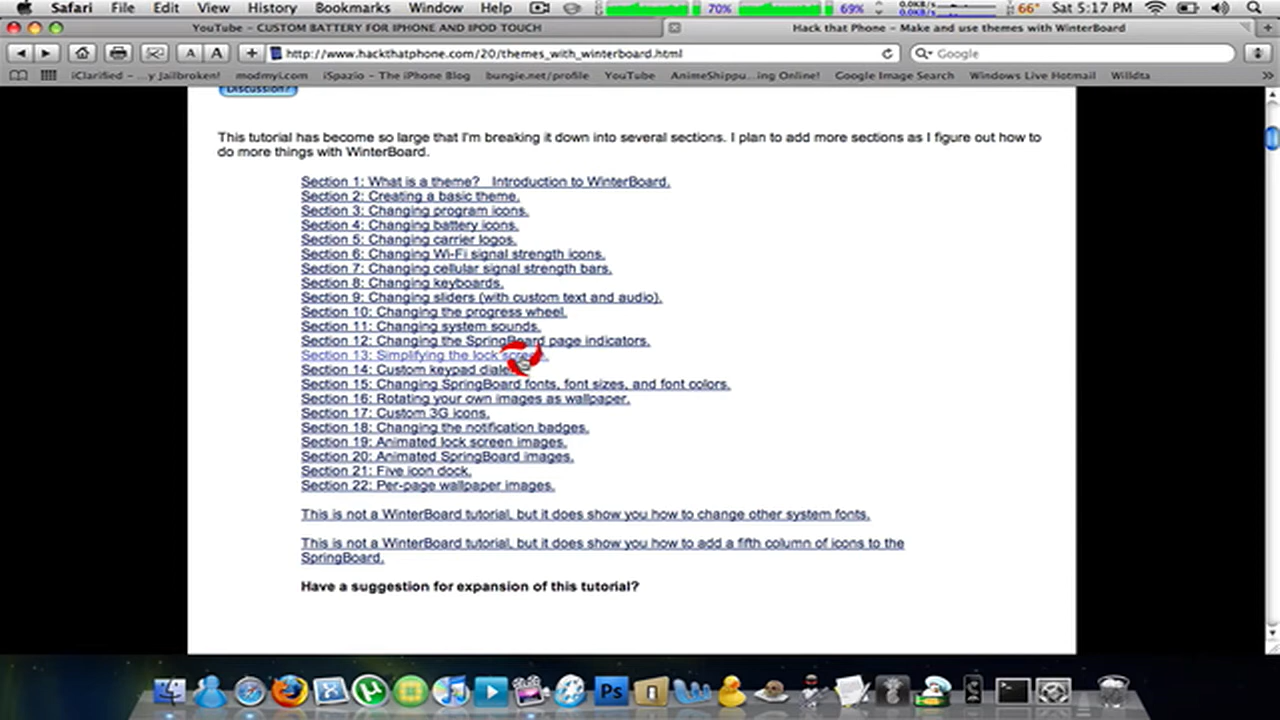 Safari File Edit View History Bookmarks Window Help 70% 69% 0.0KB/s 0.0KB/s 66° Sat 5:17 PM
YouTube – CUSTOM BATTERY FOR IPHONE AND IPOD TOUCH
Hack that Phone – Make and use themes with WinterBoard
A A http://www.hackthatphone.com/20/themes_with_winterboard.html Google
iClarified – ...y Jailbroken! modmyi.com iSpazio – The iPhone Blog bungie.net/profile YouTube AnimeShippu...ing Online! Google Image Search Windows Live Hotmail Willdta
Discussion?
This tutorial has become so large that I'm breaking it down into several sections. I plan to add more sections as I figure out how to
do more things with WinterBoard.
Section 1: What is a theme? Introduction to WinterBoard.
Section 2: Creating a basic theme.
Section 3: Changing program icons.
Section 4: Changing battery icons.
Section 5: Changing carrier logos.
Section 6: Changing Wi-Fi signal strength icons.
Section 7: Changing cellular signal strength bars.
Section 8: Changing keyboards.
Section 9: Changing sliders (with custom text and audio).
Section 10: Changing the progress wheel.
Section 11: Changing system sounds.
Section 12: Changing the SpringBoard page indicators.
Section 13: Simplifying the lock screen.
Section 14: Custom keypad dialer
Section 15: Changing SpringBoard fonts, font sizes, and font colors.
Section 16: Rotating your own images as wallpaper.
Section 17: Custom 3G icons.
Section 18: Changing the notification badges.
Section 19: Animated lock screen images.
Section 20: Animated SpringBoard images.
Section 21: Five icon dock.
Section 22: Per-page wallpaper images.
This is not a WinterBoard tutorial, but it does show you how to change other system fonts.
This is not a WinterBoard tutorial, but it does show you how to add a fifth column of icons to the
SpringBoard.
Have a suggestion for expansion of this tutorial?
Ps